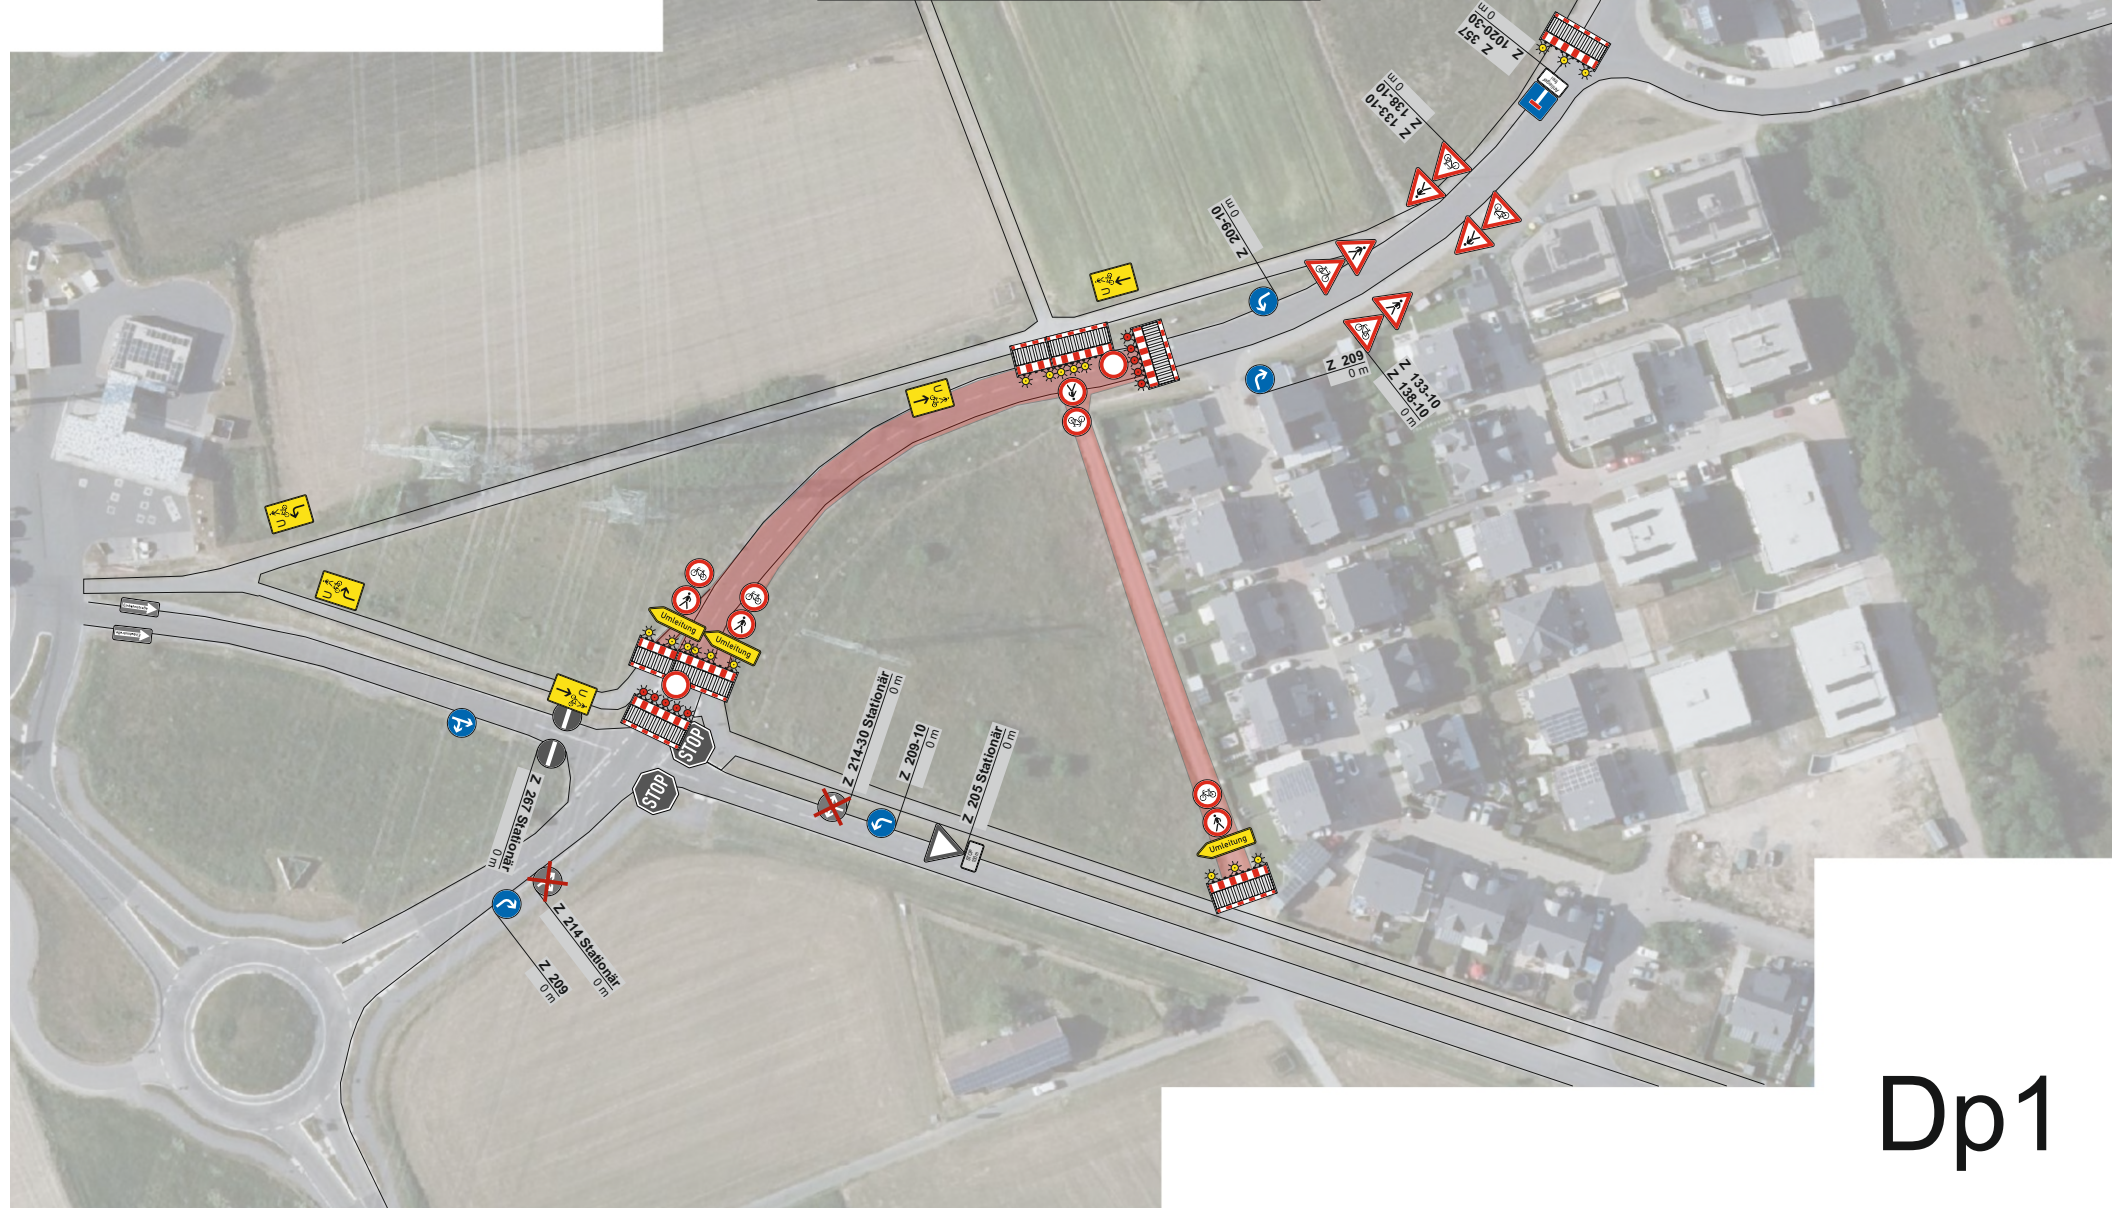 Z 1020-30
0 m
Z 357
Z 138-10
0 m
Z 133-10
Z 209-10
0 m
U
Z 209
0 m
Z 133-10
Z 138-10
0 m
U
U
U
Umleitung
Umleitung
U
STOP
STOP
Z 214-30 Stationär
0 m
Z 209-10
0 m
Z 205 Stationär
0 m
Z 267 Stationär
0 m
Umleitung
Z 214 Stationär
0 m
Z 209
0 m
Dp1